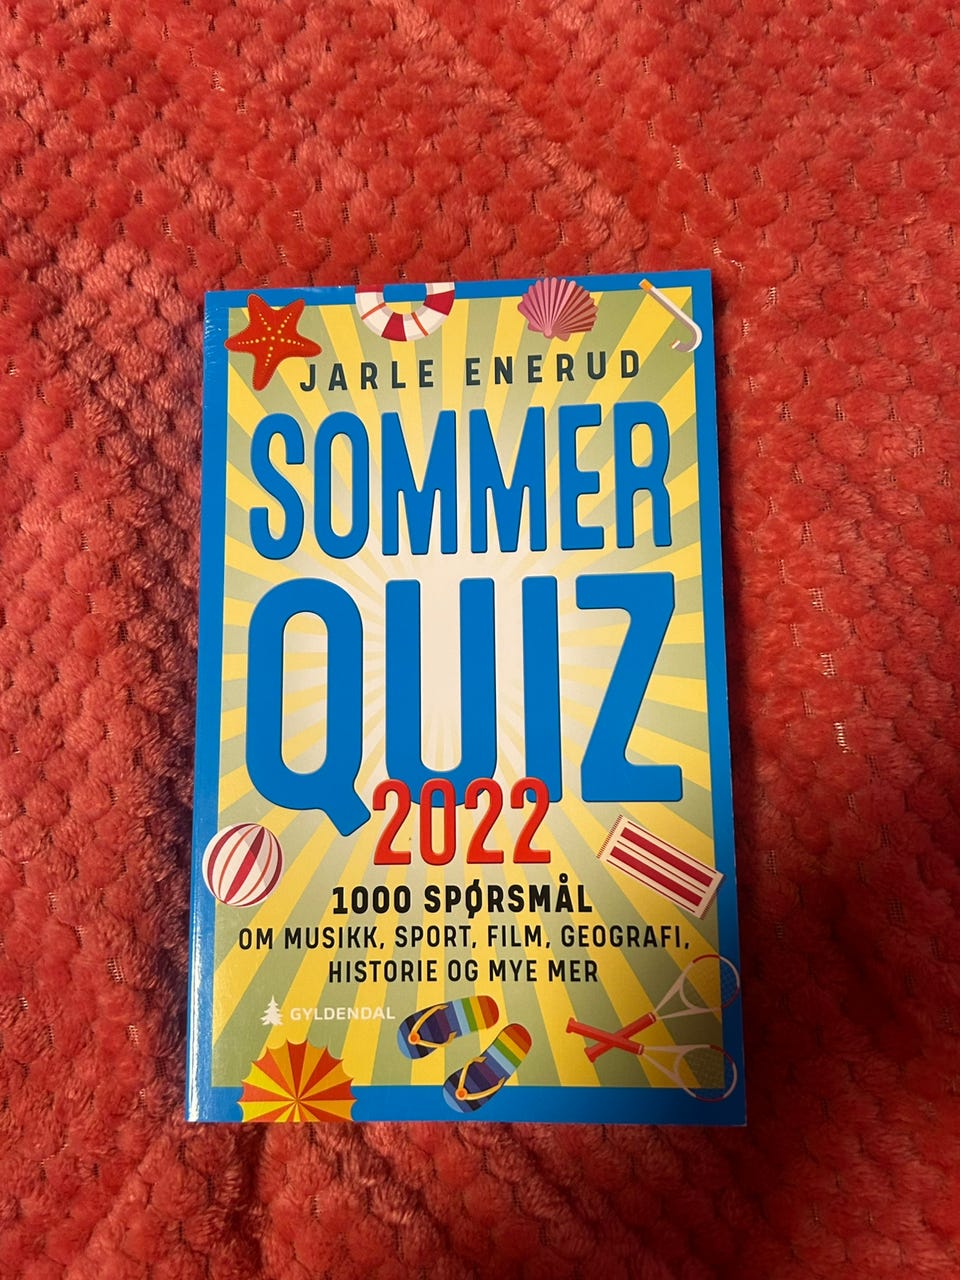 JARLE ENERUD
SOMMER
QUIZ
2022
1000 SPØRSMÅL
OM MUSIKK, SPORT, FILM, GEOGRAFI,
HISTORIE OG MYE MER
GYLDENDAL